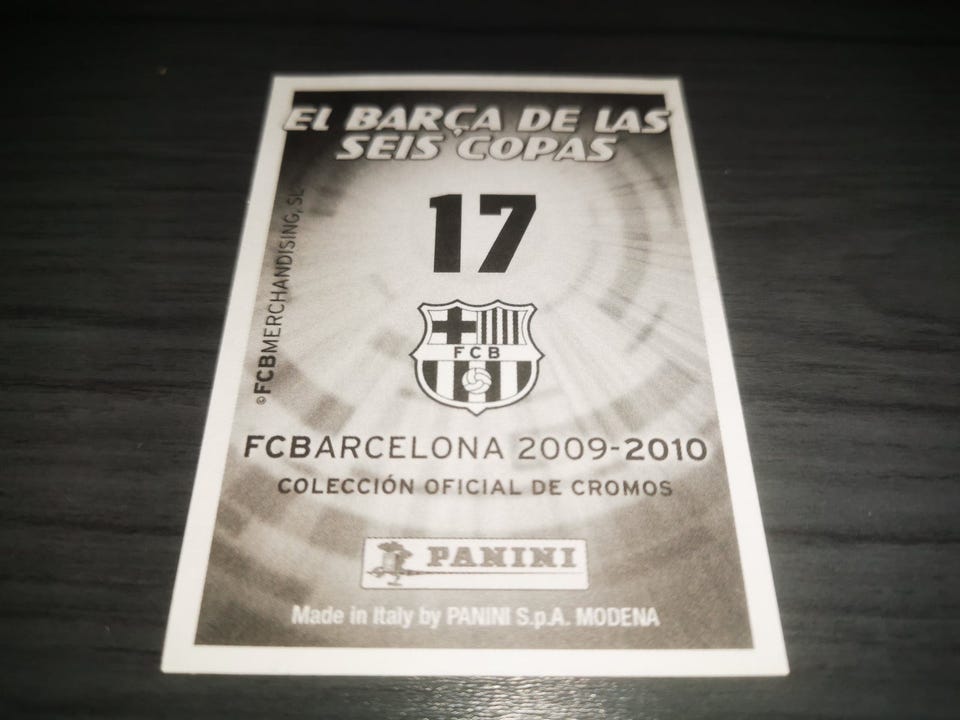 EL BARÇA DE LAS
SEIS COPAS
17
©FCBMERCHANDISING, SL
FCB
FCBARCELONA 2009-2010
COLECCIÓN OFICIAL DE CROMOS
PANINI
Made in Italy by PANINI S.p.A. MODENA